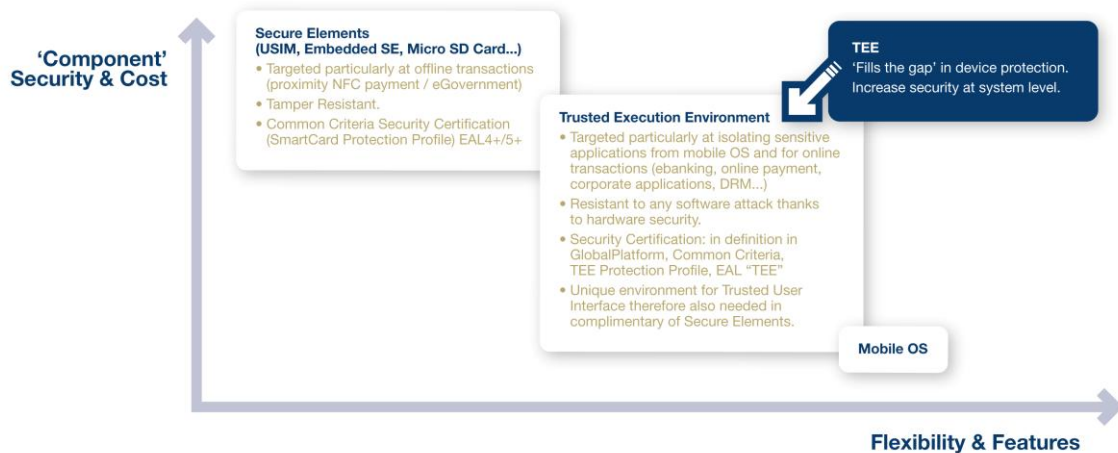 'Component'
Security & Cost
Secure Elements
(USIM, Embedded SE, Micro SD Card...)
• Targeted particularly at offline transactions
(proximity NFC payment / eGovernment)
• Tamper Resistant.
• Common Criteria Security Certification
(SmartCard Protection Profile) EAL4+/5+
TEE
'Fills the gap' in device protection.
Increase security at system level.
Trusted Execution Environment
• Targeted particularly at isolating sensitive
applications from mobile OS and for online
transactions (ebanking, online payment,
corporate applications, DRM...)
• Resistant to any software attack thanks
to hardware security.
• Security Certification: in definition in
GlobalPlatform, Common Criteria,
TEE Protection Profile, EAL “TEE”
• Unique environment for Trusted User
Interface therefore also needed in
complimentary of Secure Elements.
Mobile OS
Flexibility & Features